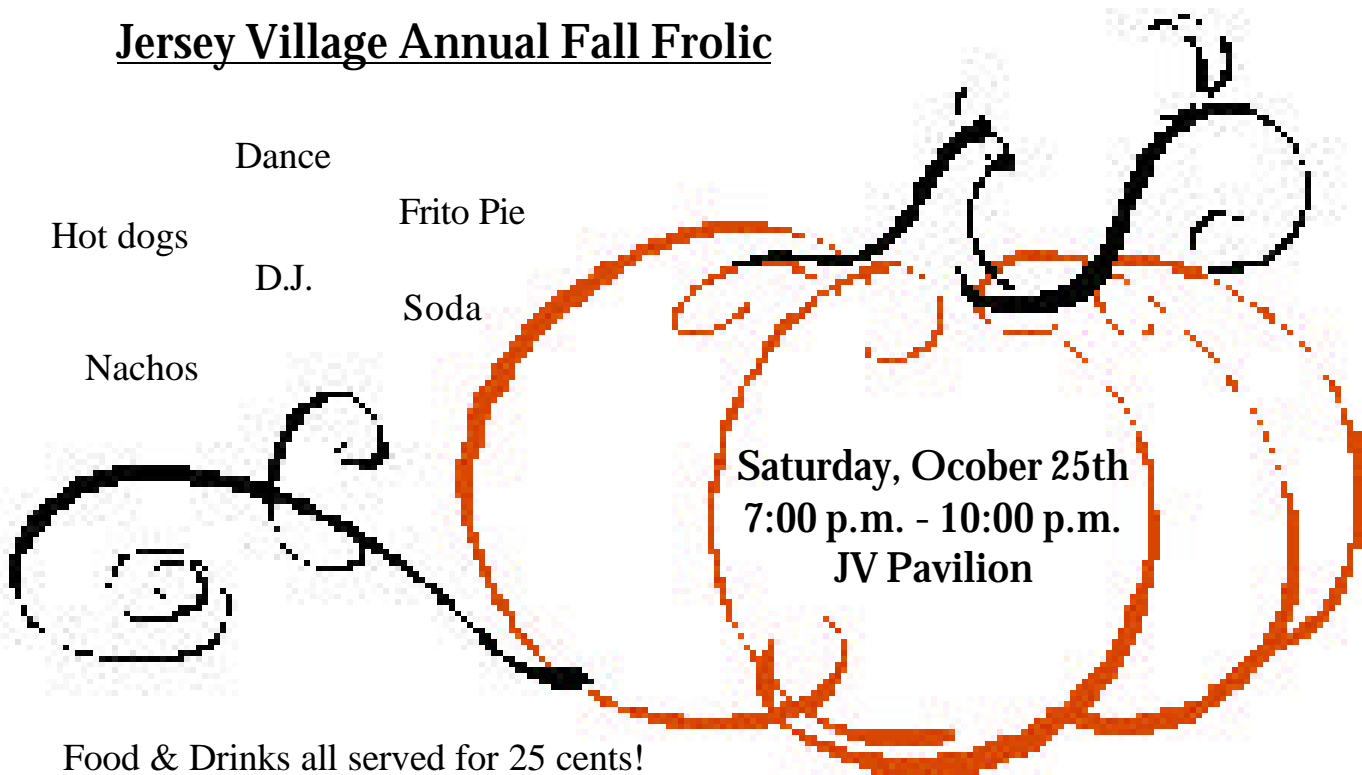 Jersey Village Annual Fall Frolic
Dance
Frito Pie
Hot dogs
D.J.
Soda
Nachos
Saturday, Ocober 25th
7:00 p.m. - 10:00 p.m.
JV Pavilion
Food & Drinks all served for 25 cents!